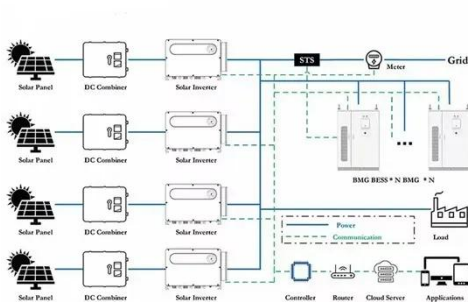 STS
Meter
Grid
Solar Panel
DC Combiner
Solar Inverter
Solar Panel
DC Combiner
Solar Inverter
BMG BESS * N BMG * N
Solar Panel
DC Combiner
Solar Inverter
Power
Communication
Load
Solar Panel
DC Combiner
Solar Inverter
Controller
Router
Cloud Server
Applications